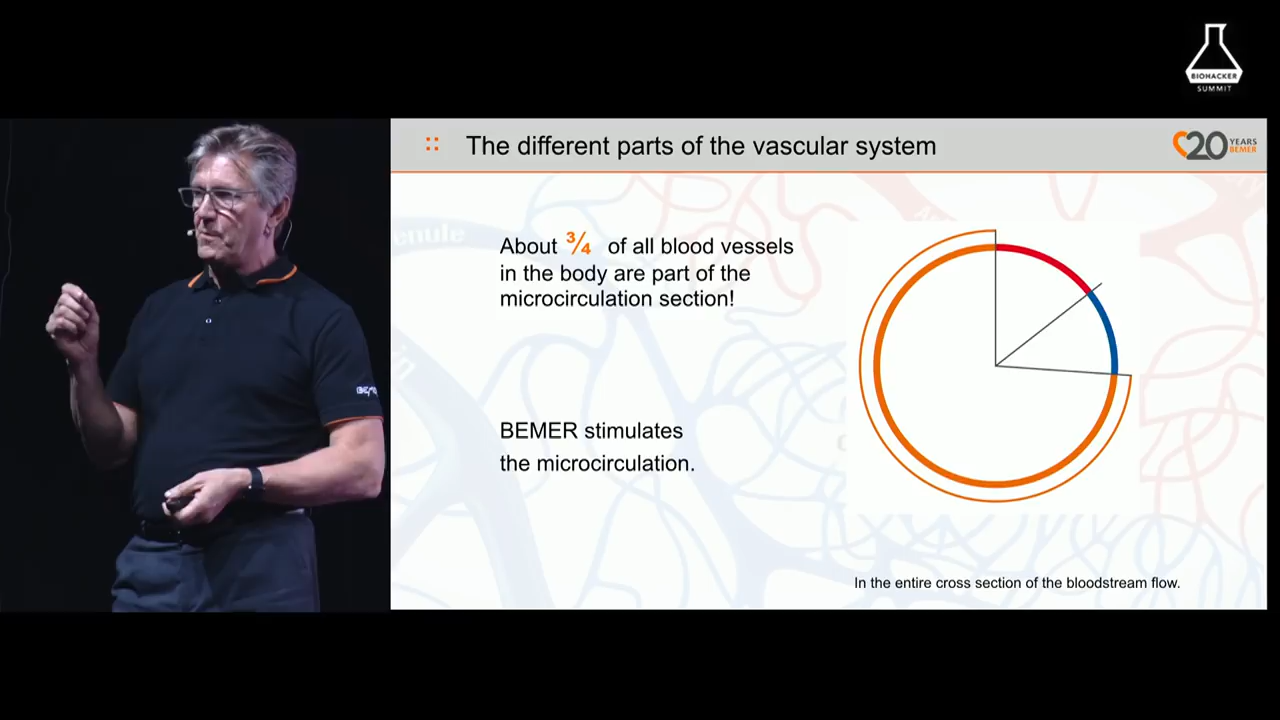 BIOHACKER
SUMMIT
The different parts of the vascular system
20 YEARS
BEMER
About ¾ of all blood vessels
in the body are part of the
microcirculation section!
BEMER stimulates
the microcirculation.
In the entire cross section of the bloodstream flow.
enule